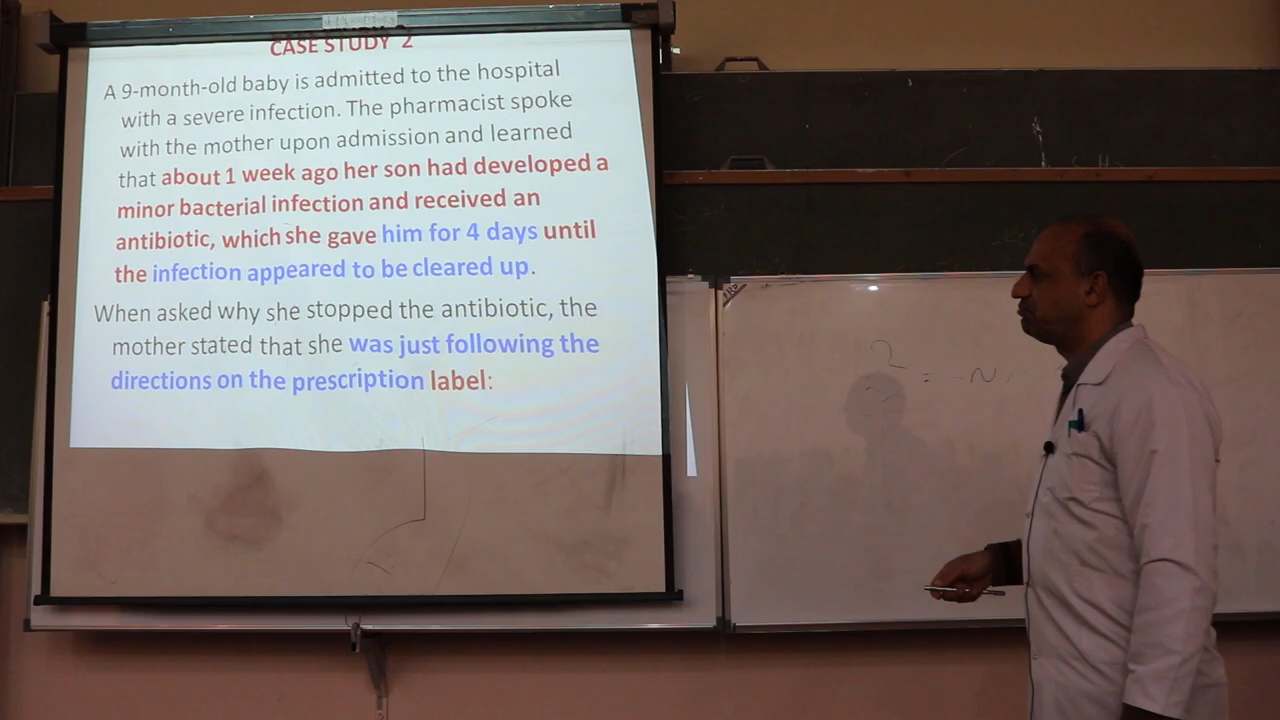 CASE STUDY 2
A 9-month-old baby is admitted to the hospital
with a severe infection. The pharmacist spoke
with the mother upon admission and learned
that about 1 week ago her son had developed a
minor bacterial infection and received an
antibiotic, which she gave him for 4 days until
the infection appeared to be cleared up.
When asked why she stopped the antibiotic, the
mother stated that she was just following the
directions on the prescription label: